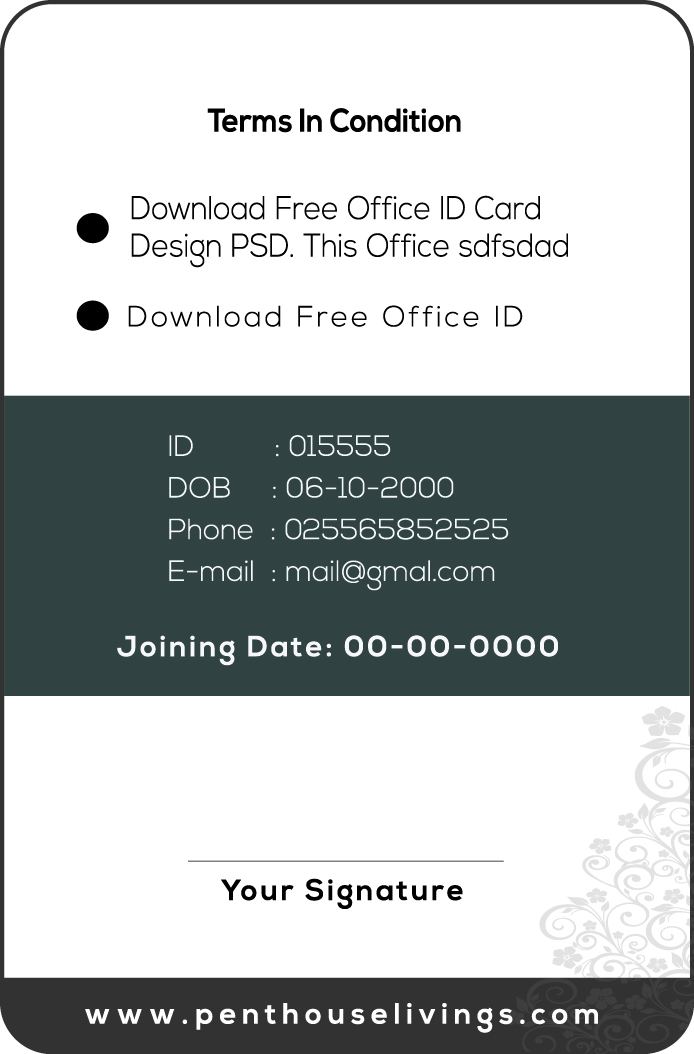 Terms In Condition
Download Free Office ID Card
Design PSD. This Office sdfsdad
Download Free Office ID
ID : 015555
DOB : 06-10-2000
Phone : 025565852525
E-mail : mail@gmal.com
Joining Date: 00-00-0000
Your Signature
www.penthouselivings.com